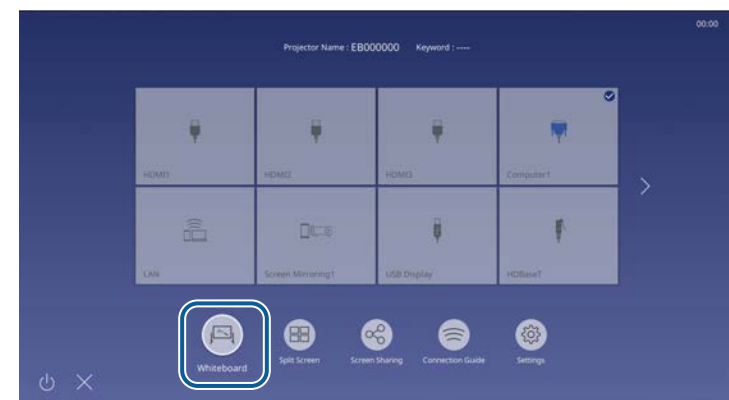 00:00
Projector Name : EB000000 Keyword : ----
HDMI1 HDMI2 HDMI3 Computer1
LAN Screen Mirroring1 USB Display HDBaseT
Whiteboard Split Screen Screen Sharing Connection Guide Settings